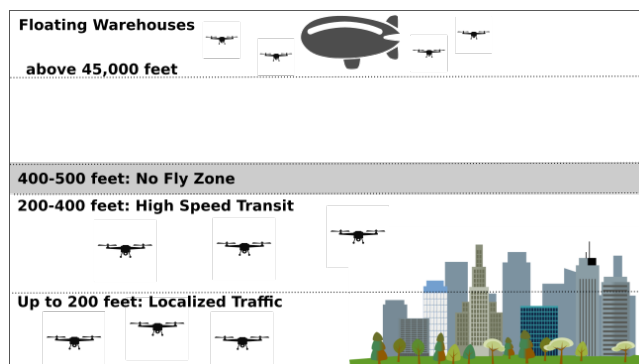 Floating Warehouses
above 45,000 feet
400-500 feet: No Fly Zone
200-400 feet: High Speed Transit
Up to 200 feet: Localized Traffic